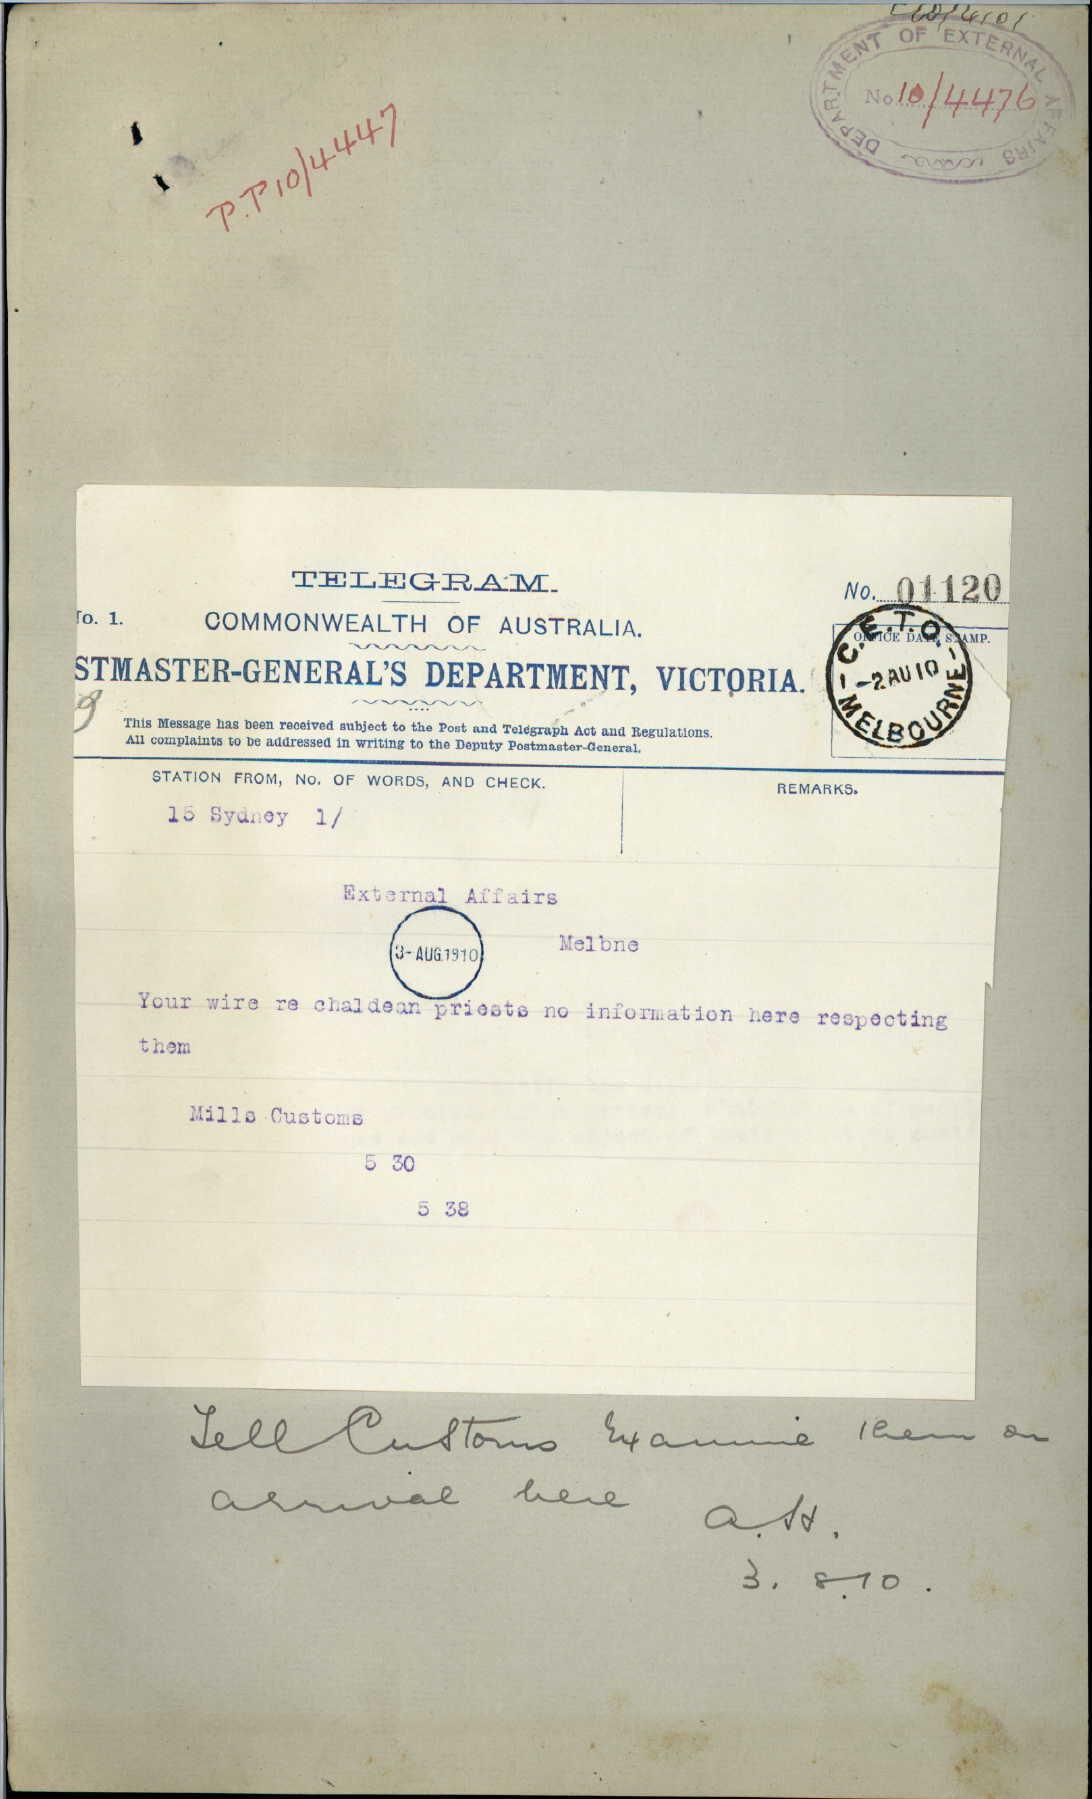 DEPARTMENT OF EXTERNAL AFFAIRS
No 10/4476
P.P 10/4447
TELEGRAM.
No. 01120
To. 1.
COMMONWEALTH OF AUSTRALIA.
OFFICE DATE STAMP.
C.E.T.O.
-2 AU 10
MELBOURNE
STMASTER-GENERAL'S DEPARTMENT, VICTORIA.
This Message has been received subject to the Post and Telegraph Act and Regulations.
All complaints to be addressed in writing to the Deputy Postmaster-General.
STATION FROM, No. OF WORDS, AND CHECK.
REMARKS.
15 Sydney 1/
External Affairs
3-AUG.1910
Melbne
Your wire re chaldean priests no information here respecting
them
Mills Customs
5 30
5 38
Tell Customs Examine them on
arrival here
A.H.
3. 8.10.